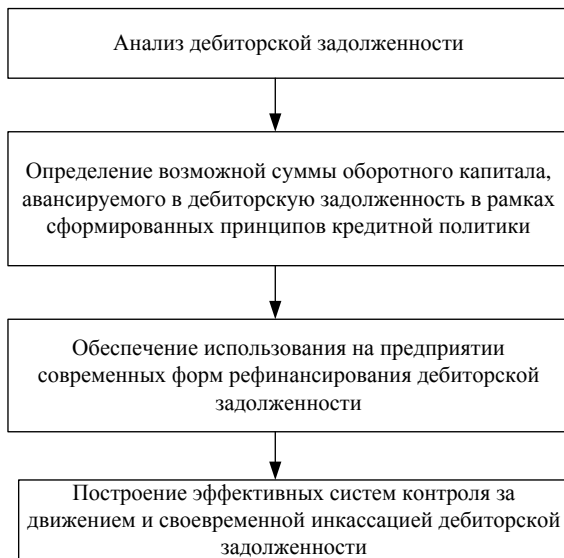 Анализ дебиторской задолженности
Определение возможной суммы оборотного капитала,
авансируемого в дебиторскую задолженность в рамках
сформированных принципов кредитной политики
Обеспечение использования на предприятии
современных форм рефинансирования дебиторской
задолженности
Построение эффективных систем контроля за
движением и своевременной инкассацией дебиторской
задолженности